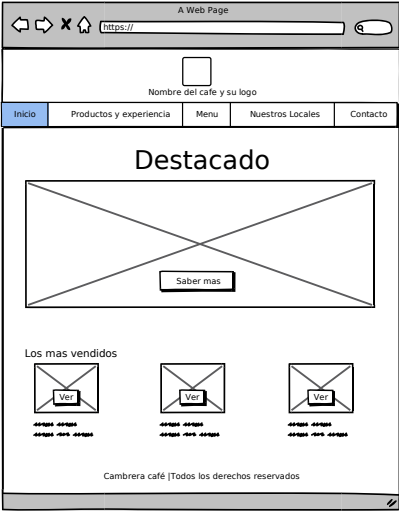 A Web Page
https://
Nombre del cafe y su logo
Inicio
Productos y experiencia
Menu
Nuestros Locales
Contacto
Destacado
Saber mas
Los mas vendidos
Ver
Ver
Ver
Cambrera café |Todos los derechos reservados